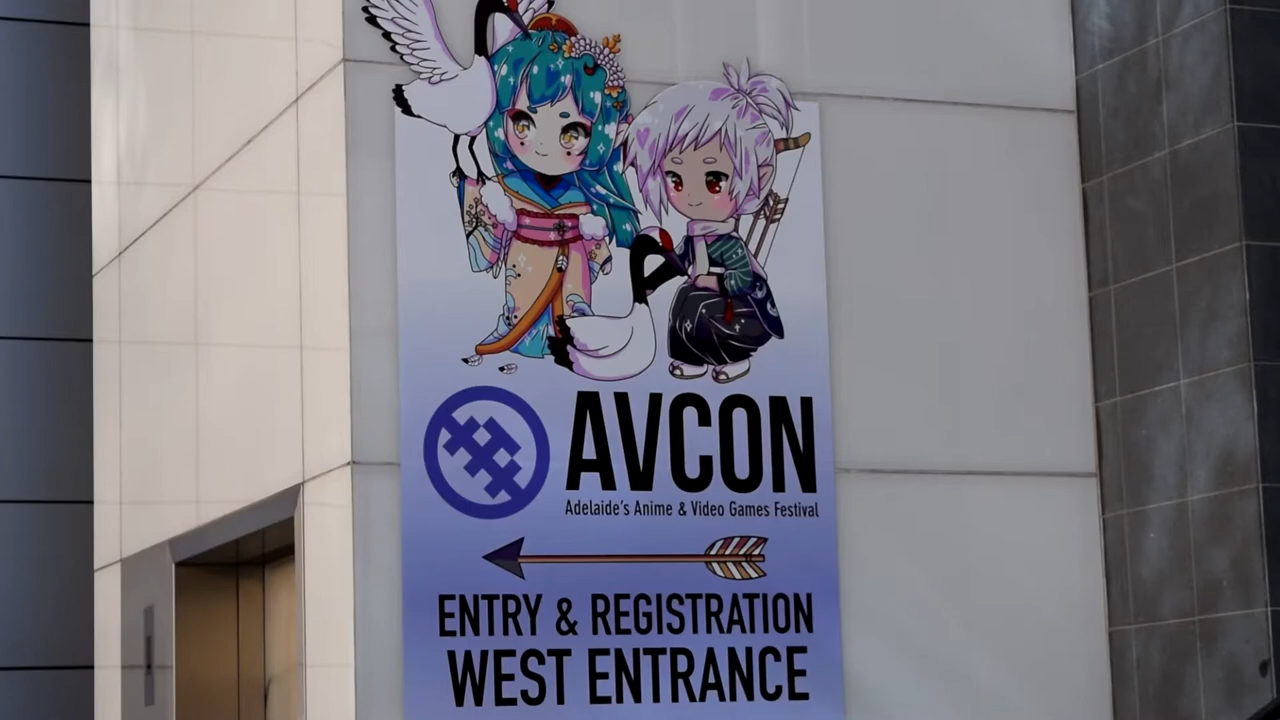 AVCON
Adelaide's Anime & Video Games Festival
ENTRY & REGISTRATION
WEST ENTRANCE